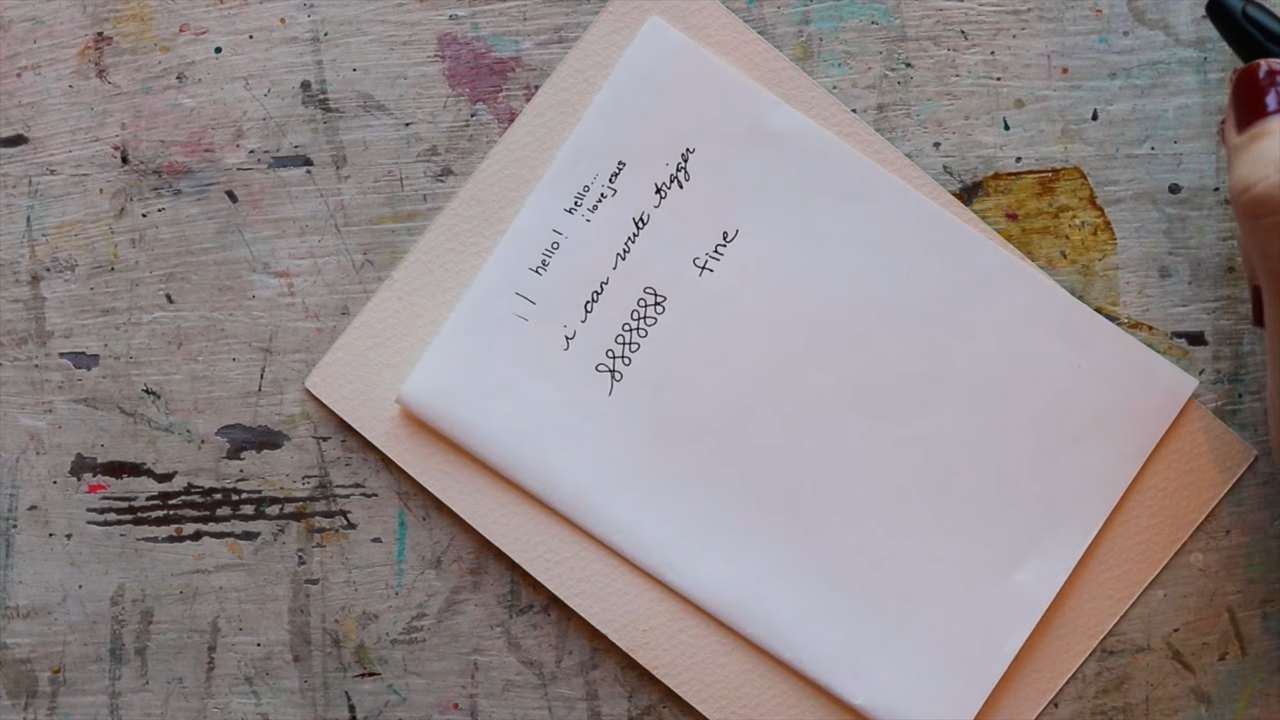 hello! hello...
i love jesus
i can write bigger
fine